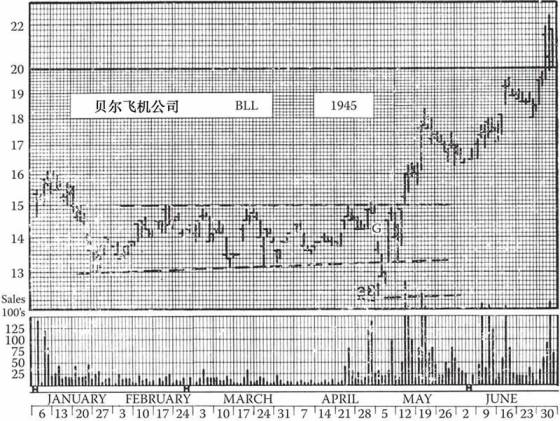 22
20
贝尔飞机公司 BLL 1945
19
18
17
16
15
G
14
13
Sales
100's
125
100
75
50
25
H H H
JANUARY FEBRUARY MARCH APRIL MAY JUNE
6 13 20 27 3 10 17 24 3 10 17 24 31 7 14 21 28 5 12 19 26 2 9 16 23 30